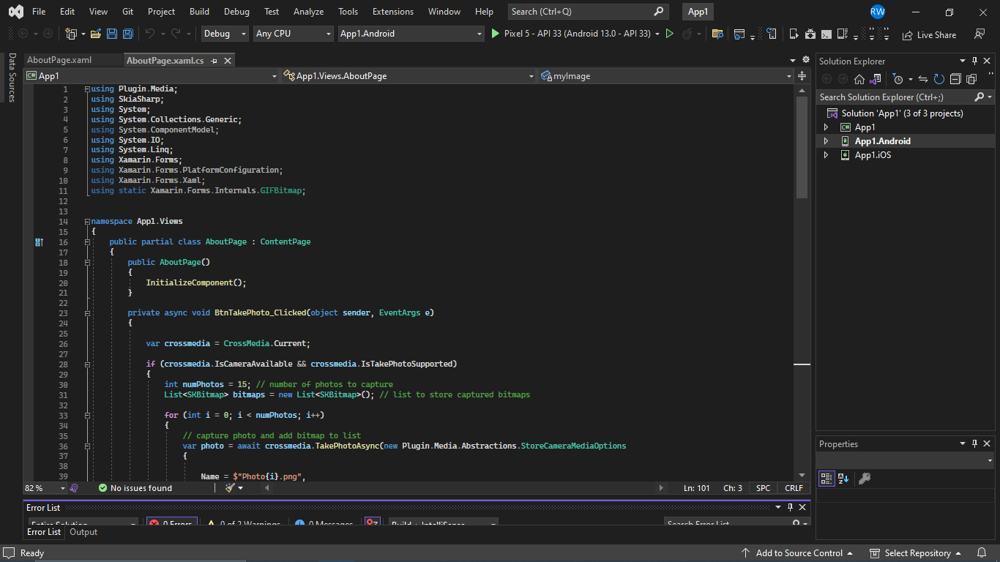 File Edit View Git Project Build Debug Test Analyze Tools Extensions Window Help Search (Ctrl+Q) App1 RW
Debug Any CPU App1.Android Pixel 5 - API 33 (Android 13.0 - API 33) Live Share
Data Sources
AboutPage.xaml AboutPage.xaml.cs
App1 App1.Views.AboutPage myImage
1 using Plugin.Media;
2 using SkiaSharp;
3 using System;
4 using System.Collections.Generic;
5 using System.ComponentModel;
6 using System.IO;
7 using System.Linq;
8 using Xamarin.Forms;
9 using Xamarin.Forms.PlatformConfiguration;
10 using Xamarin.Forms.Xaml;
11 using static Xamarin.Forms.Internals.GIFBitmap;
12
13
14 namespace App1.Views
15 {
16 public partial class AboutPage : ContentPage
17 {
18 public AboutPage()
19 {
20 InitializeComponent();
21 }
22
23 private async void BtnTakePhoto_Clicked(object sender, EventArgs e)
24 {
25
26 var crossmedia = CrossMedia.Current;
27
28 if (crossmedia.IsCameraAvailable && crossmedia.IsTakePhotoSupported)
29 {
30 int numPhotos = 15; // number of photos to capture
31 List<SKBitmap> bitmaps = new List<SKBitmap>(); // list to store captured bitmaps
32
33 for (int i = 0; i < numPhotos; i++)
34 {
35 // capture photo and add bitmap to list
36 var photo = await crossmedia.TakePhotoAsync(new Plugin.Media.Abstractions.StoreCameraMediaOptions
37 {
38
39 Name = $"Photo{i}.png",
82 % No issues found Ln: 101 Ch: 3 SPC CRLF
Error List
Entire Solution 0 Errors 0 of 2 Warnings 0 Messages Build + IntelliSense Search Error List
Error List Output
Solution Explorer
Search Solution Explorer (Ctrl+;)
Solution 'App1' (3 of 3 projects)
App1
App1.Android
App1.iOS
Properties
Ready Add to Source Control Select Repository